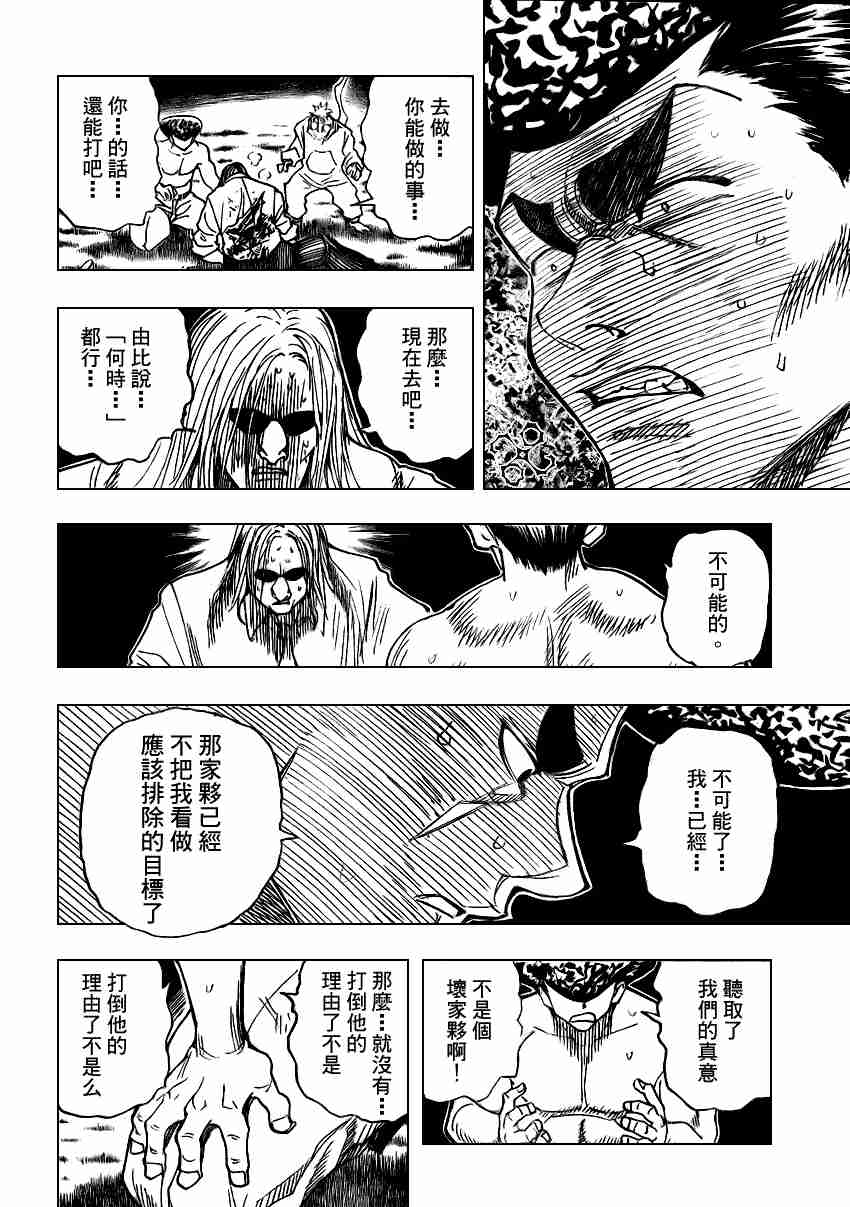 去做⋯
你能做的事⋯
你⋯的話⋯
還能打吧⋯
那麼⋯
現在去吧⋯
由比說⋯
「何時⋯」
都行⋯
不可能的。
不可能了⋯
我⋯已經⋯
那家夥已經
不把我看做
應該排除的目標了
聽取了
我們的真意
不是個
壞家夥啊！
那麼⋯就沒有⋯
打倒他的
理由了不是
打倒他的
理由了不是么